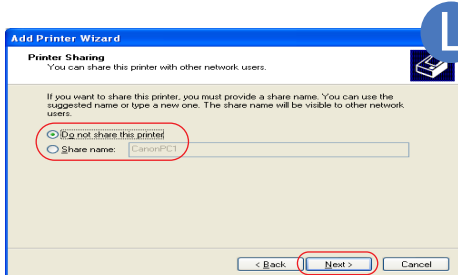 L
Add Printer Wizard
Printer Sharing
You can share this printer with other network users.
If you want to share this printer, you must provide a share name. You can use the
suggested name or type a new one. The share name will be visible to other network
users.
Do not share this printer
Share name: CanonPC1
< Back Next > Cancel